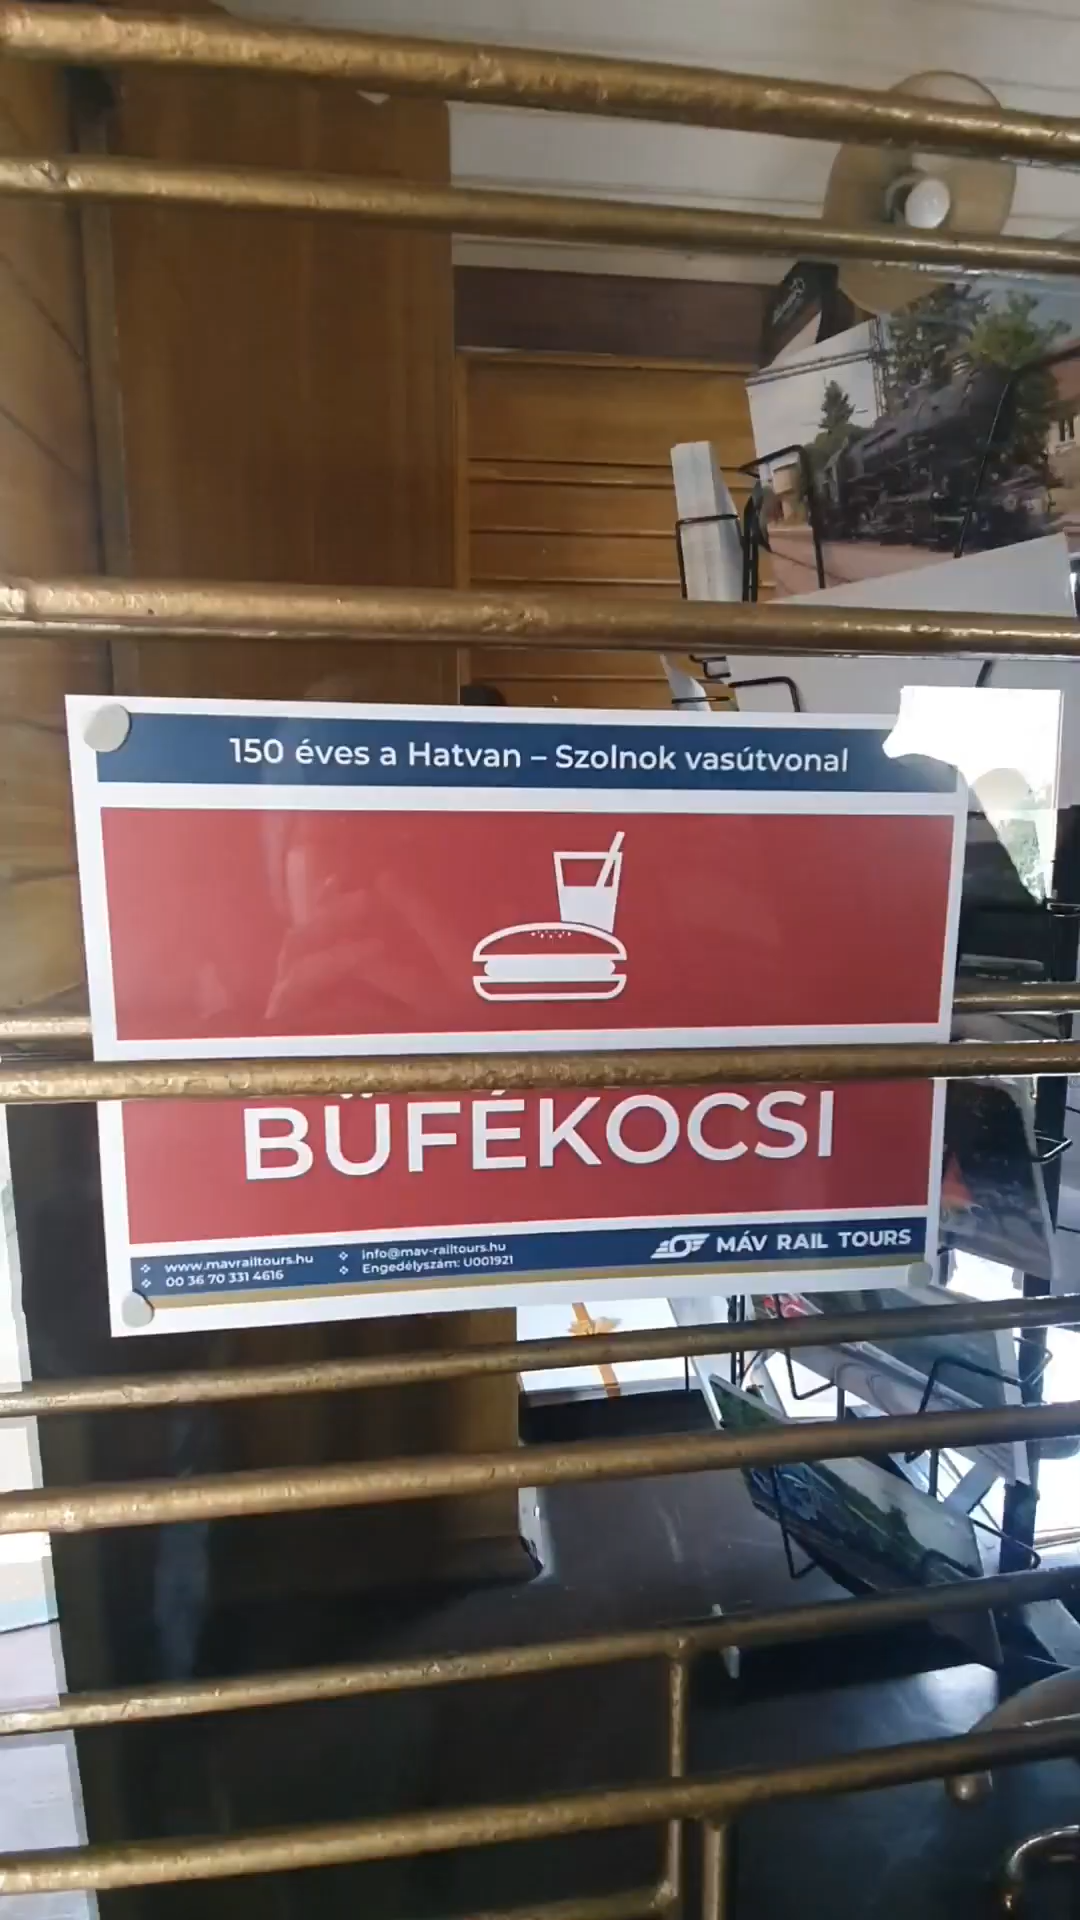 150 éves a Hatvan – Szolnok vasútvonal
BÜFÉKOCSI
www.mavrailtours.hu
00 36 70 331 4616
info@mav-railtours.hu
Engedélyszám: U001921
MÁV RAIL TOURS